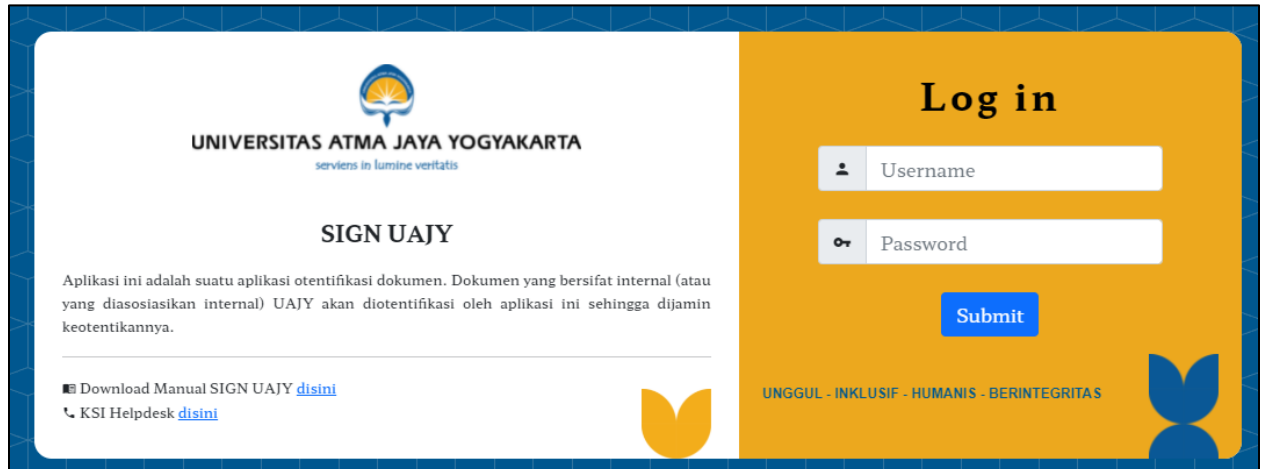 UNIVERSITAS ATMA JAYA YOGYAKARTA
serviens in lumine veritatis
SIGN UAJY
Aplikasi ini adalah suatu aplikasi otentifikasi dokumen. Dokumen yang bersifat internal (atau
yang diasosiasikan internal) UAJY akan diotentifikasi oleh aplikasi ini sehingga dijamin
keotentikannya.
Download Manual SIGN UAJY disini
KSI Helpdesk disini
Log in
Username
Password
Submit
UNGGUL - INKLUSIF - HUMANIS - BERINTEGRITAS